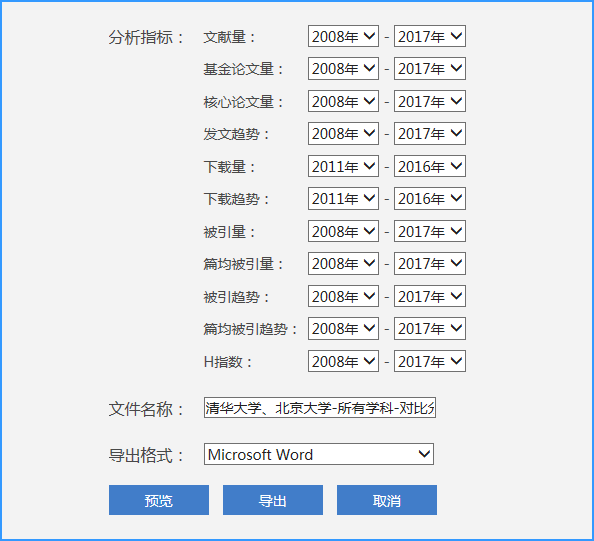 分析指标： 文献量： 2008年 - 2017年
基金论文量： 2008年 - 2017年
核心论文量： 2008年 - 2017年
发文趋势： 2008年 - 2017年
下载量： 2011年 - 2016年
下载趋势： 2011年 - 2016年
被引量： 2008年 - 2017年
篇均被引量： 2008年 - 2017年
被引趋势： 2008年 - 2017年
篇均被引趋势： 2008年 - 2017年
H指数： 2008年 - 2017年
文件名称： 清华大学、北京大学-所有学科-对比
导出格式： Microsoft Word
预览 导出 取消